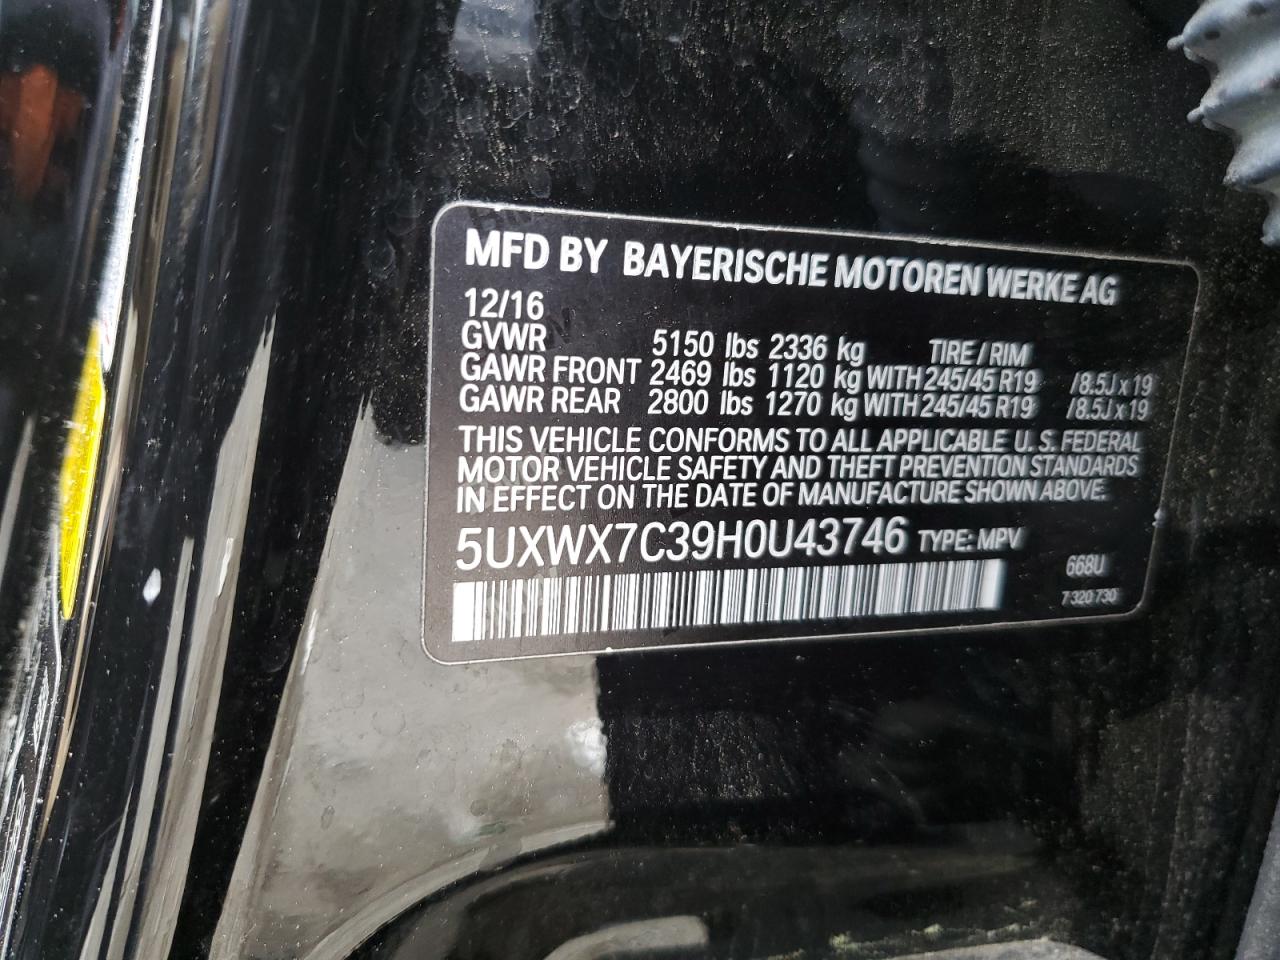 MFD BY BAYERISCHE MOTOREN WERKE AG
12/16
GVWR 5150 lbs 2336 kg TIRE / RIM
GAWR FRONT 2469 lbs 1120 kg WITH 245/45 R19 /8.5J x 19
GAWR REAR 2800 lbs 1270 kg WITH 245/45 R19 /8.5J x 19
THIS VEHICLE CONFORMS TO ALL APPLICABLE U.S. FEDERAL
MOTOR VEHICLE SAFETY AND THEFT PREVENTION STANDARDS
IN EFFECT ON THE DATE OF MANUFACTURE SHOWN ABOVE.
5UXWX7C39H0U43746 TYPE: MPV
668U
7 320 730